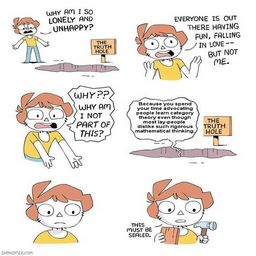 WHY AM I SO
LONELY AND
UNHAPPY?
THE
TRUTH
HOLE
EVERYONE IS OUT
THERE HAVING
FUN, FALLING
IN LOVE--
BUT NOT
ME.
WHY??
WHY AM
I NOT
PART OF
THIS?
Because you spend
your time advocating
people learn category
theory even though
most lay-people
dislike such rigorous
mathematical thinking.
THE
TRUTH
HOLE
THIS
MUST BE
SEALED.
SHENCOMIX.COM